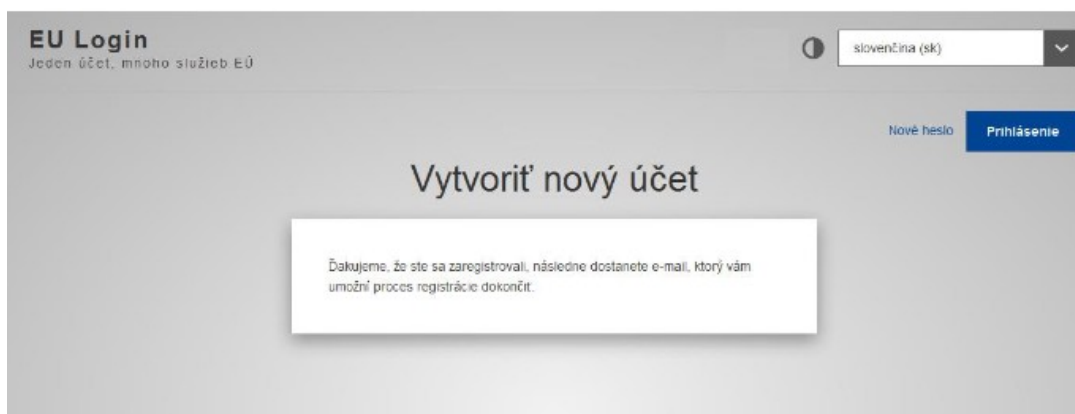 EU Login
Jeden účet, mnoho služieb EÚ
slovenčina (sk)
Nové heslo
Prihlásenie
Vytvoriť nový účet
Ďakujeme, že ste sa zaregistrovali, následne dostanete e-mail, ktorý vám
umožní proces registrácie dokončiť.